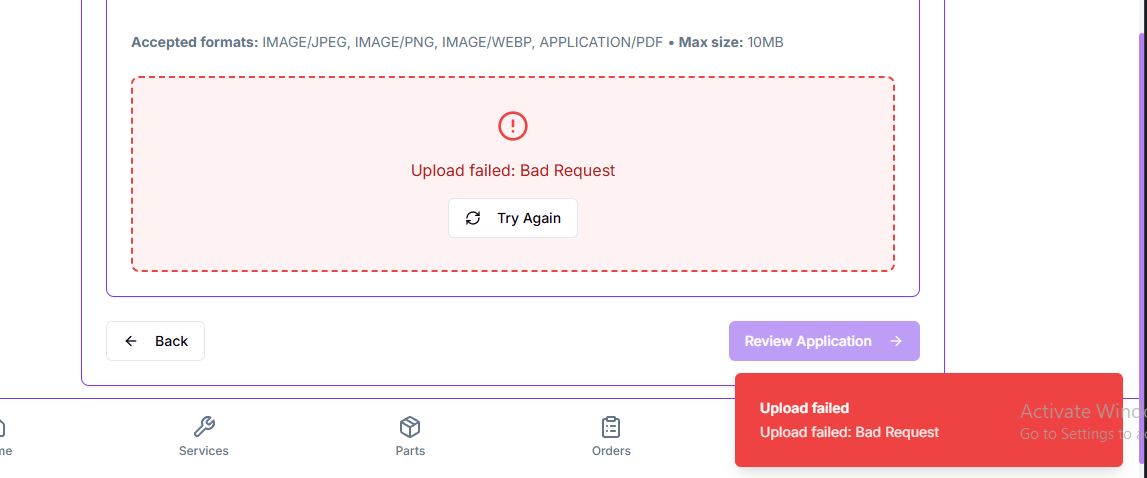 Accepted formats: IMAGE/JPEG, IMAGE/PNG, IMAGE/WEBP, APPLICATION/PDF • Max size: 10MB
Upload failed: Bad Request
Try Again
Back
Review Application
Upload failed
Upload failed: Bad Request
Activate Windo
Go to Settings to a
me
Services
Parts
Orders